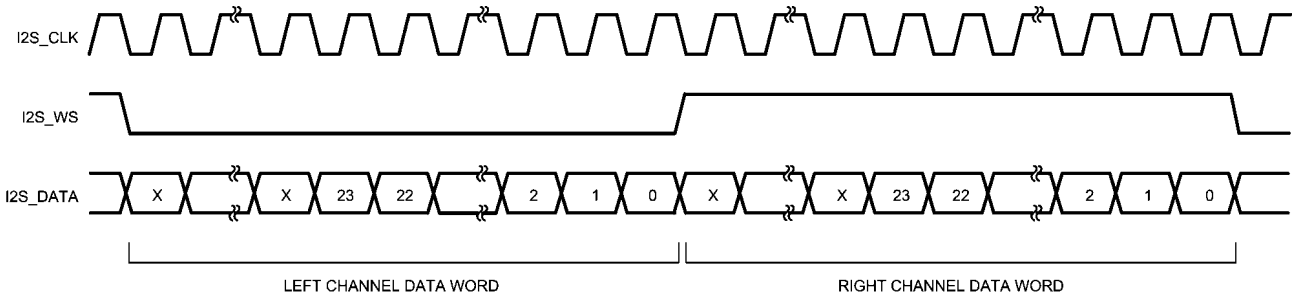 I2S_CLK
I2S_WS
I2S_DATA X X 23 22 2 1 0 X X 23 22 2 1 0
LEFT CHANNEL DATA WORD RIGHT CHANNEL DATA WORD